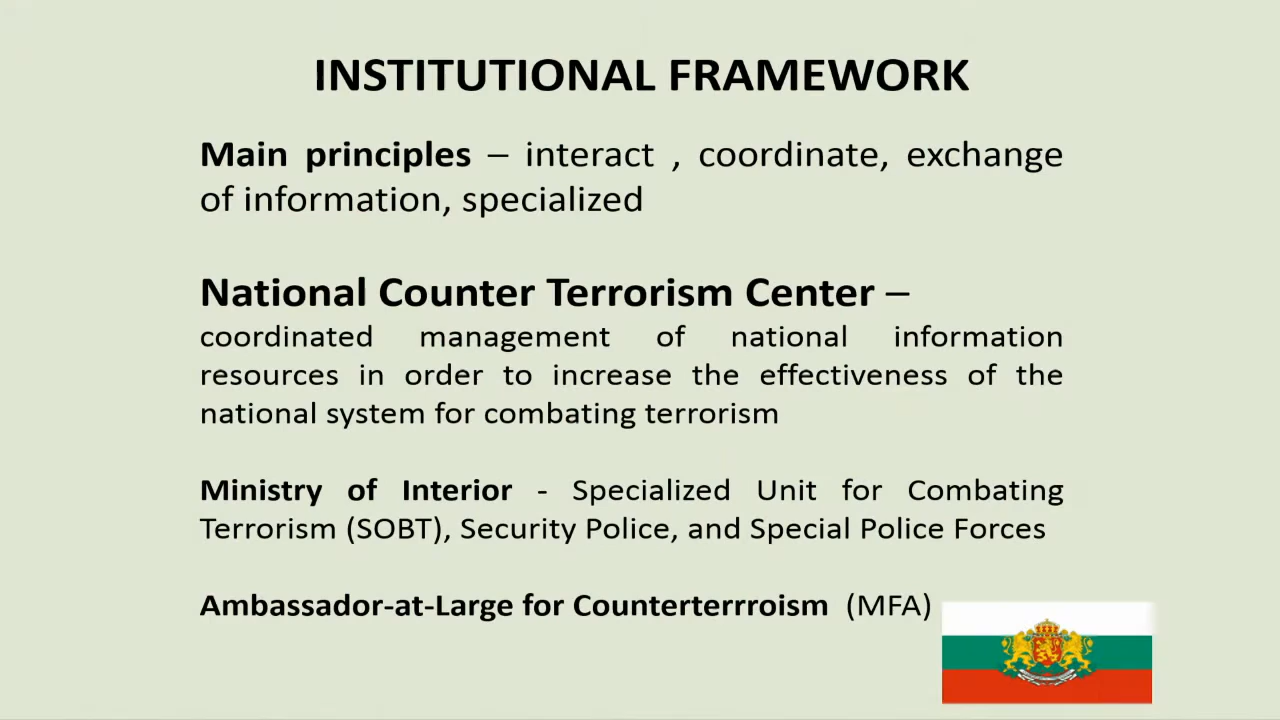 INSTITUTIONAL FRAMEWORK
Main principles – interact , coordinate, exchange
of information, specialized
National Counter Terrorism Center –
coordinated management of national information
resources in order to increase the effectiveness of the
national system for combating terrorism
Ministry of Interior - Specialized Unit for Combating
Terrorism (SOBT), Security Police, and Special Police Forces
Ambassador-at-Large for Counterterrroism (MFA)